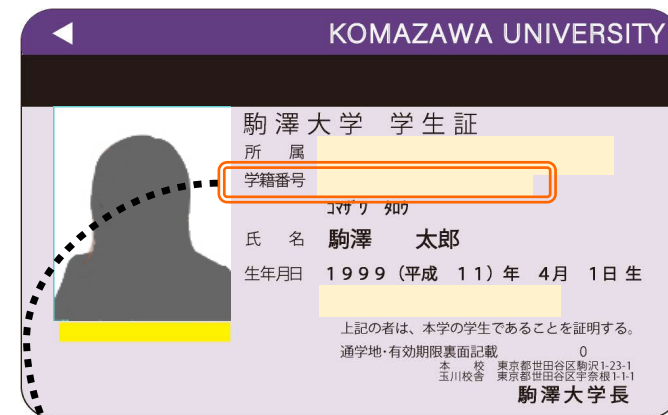 KOMAZAWA UNIVERSITY
駒澤大学 学生証
所 属
学籍番号
コマザワ タロウ
氏 名 駒澤 太郎
生年月日 1999（平成 11）年 4月 1日 生
上記の者は、本学の学生であることを証明する。
通学地・有効期限裏面記載 0
本 校 東京都世田谷区駒沢1-23-1
玉川校舎 東京都世田谷区宇奈根1-1-1
駒澤大学長